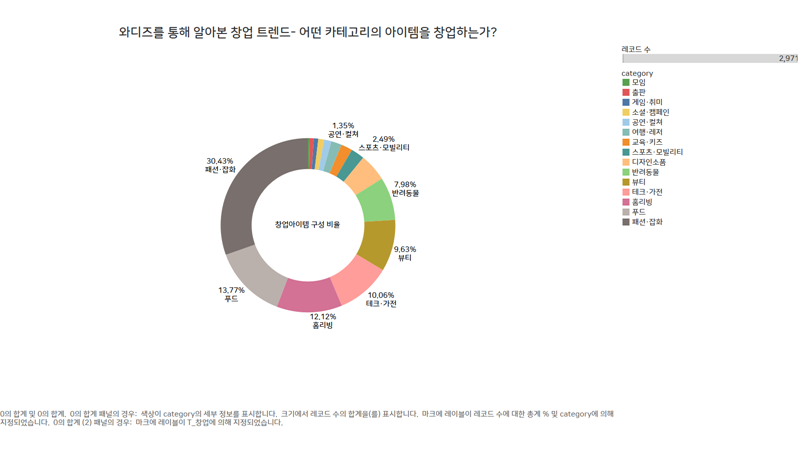 와디즈를 통해 알아본 창업 트렌드- 어떤 카테고리의 아이템을 창업하는가?
레코드 수
2,971
category
모임
출판
게임·취미
소셜·캠페인
공연·컬쳐
여행·레저
교육·키즈
스포츠·모빌리티
디자인소품
반려동물
뷰티
테크·가전
홈리빙
푸드
패션·잡화
1,35%
공연·컬쳐
2,49%
스포츠·모빌리티
30,43%
패션·잡화
7,98%
반려동물
창업아이템 구성 비율
9,63%
뷰티
13,77%
푸드
10,06%
테크·가전
12,12%
홈리빙
0의 합계 및 0의 합계, 0의 합계 패널의 경우: 색상이 category의 세부 정보를 표시합니다, 크기에서 레코드 수의 합계을(를) 표시합니다, 마크에 레이블이 레코드 수에 대한 총계 % 및 category에 의해
지정되었습니다, 0의 합계 (2) 패널의 경우: 마크에 레이블이 T_창업에 의해 지정되었습니다,